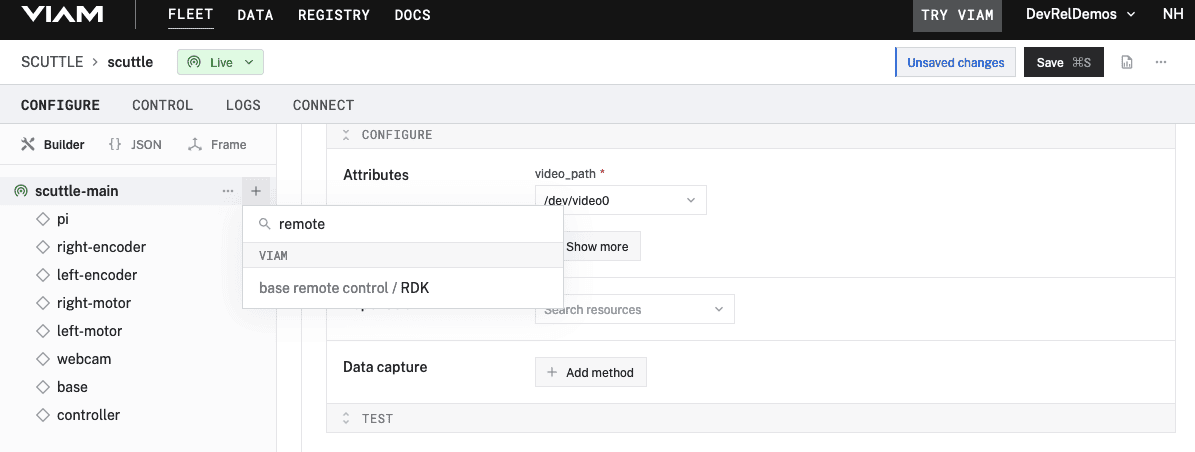 VIAM FLEET DATA REGISTRY DOCS TRY VIAM DevRelDemos NH
SCUTTLE > scuttle Live Unsaved changes Save ⌘S
CONFIGURE CONTROL LOGS CONNECT
Builder {} JSON Frame
CONFIGURE
Attributes
video_path *
/dev/video0
Show more
scuttle-main ... +
pi
right-encoder
left-encoder
right-motor
left-motor
webcam
base
controller
remote
VIAM
base remote control / RDK
Search resources
Data capture
+ Add method
TEST